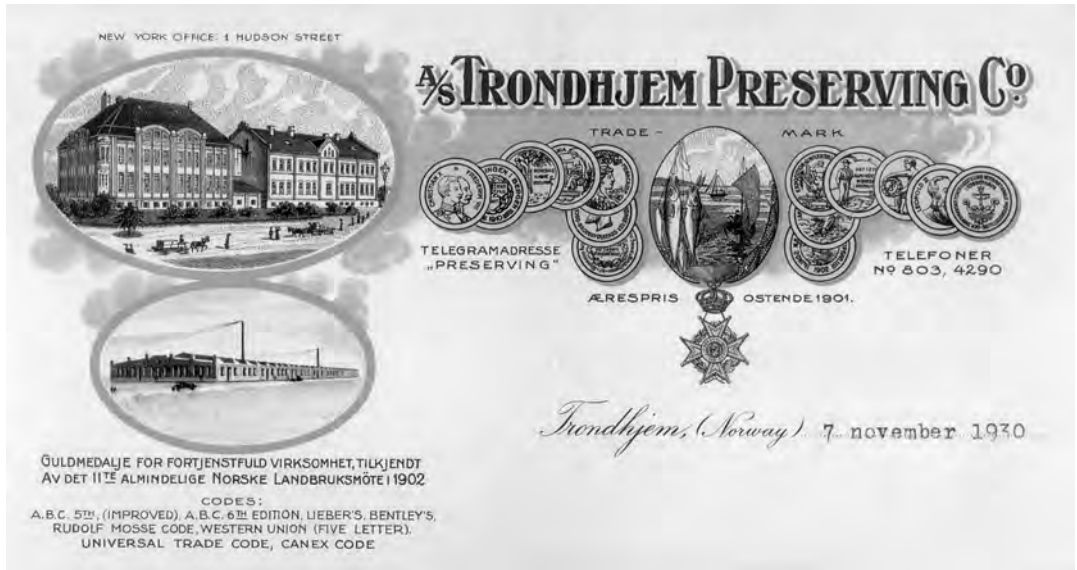 NEW YORK OFFICE: 1 HUDSON STREET
A/S TRONDHJEM PRESERVING Cº
TRADE - MARK
TELEGRAMADRESSE
„PRESERVING"
TELEFONER
Nº 803, 4290
ÆRESPRIS OSTENDE 1901.
Trondhjem, (Norway) 7 november 1930
GULDMEDALJE FOR FORTJENSTFULD VIRKSOMHET, TILKJENDT
AV DET IITE ALMINDELIGE NORSKE LANDBRUKSMÖTE I 1902
CODES:
A.B.C. 5TH, (IMPROVED), A.B.C. 6TH EDITION, LIEBER'S, BENTLEY'S,
RUDOLF MOSSE CODE, WESTERN UNION (FIVE LETTER).
UNIVERSAL TRADE CODE, CANEX CODE